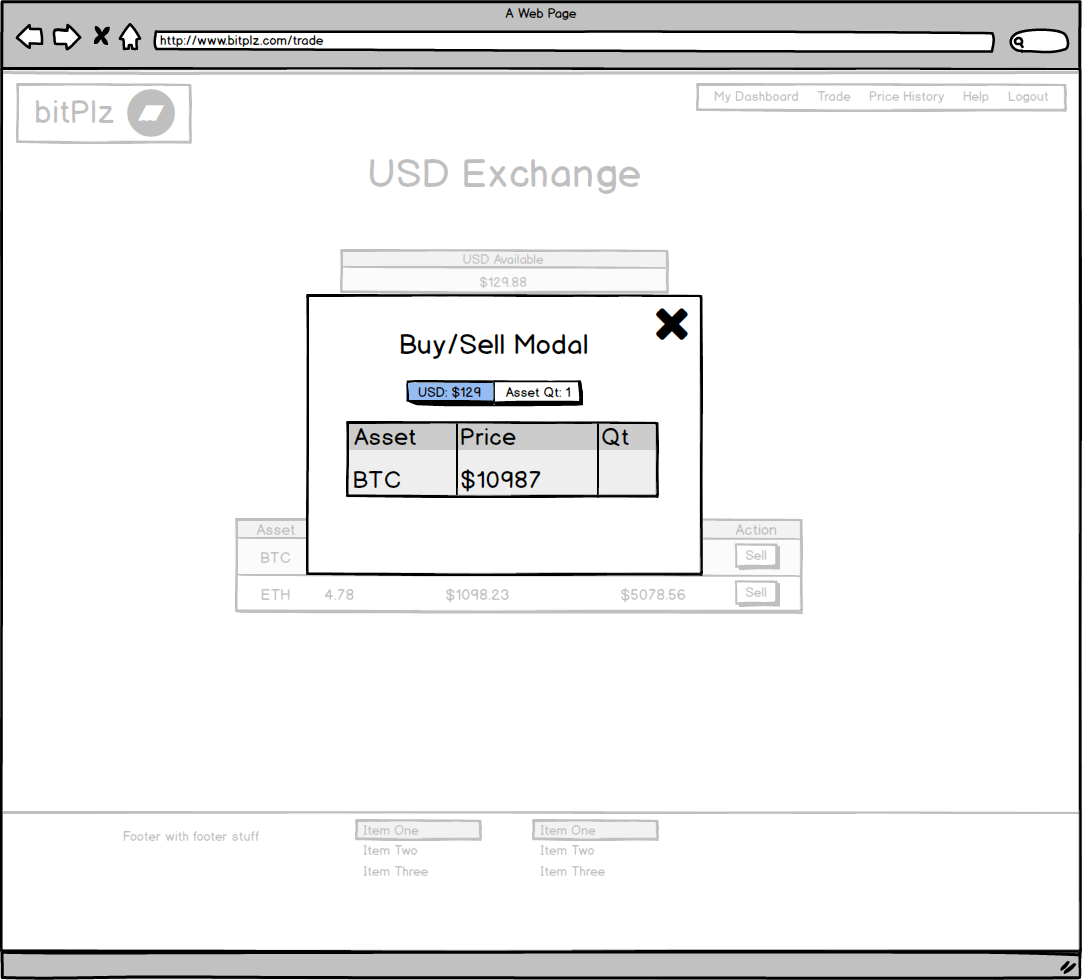 A Web Page
http://www.bitplz.com/trade
bitPlz
My Dashboard Trade Price History Help Logout
USD Exchange
USD Available
$129.88
Buy/Sell Modal
USD: $129 Asset Qt: 1
Asset Price Qt
BTC $10987
Asset Action
BTC Sell
ETH 4.78 $1098.23 $5078.56 Sell
Footer with footer stuff
Item One
Item Two
Item Three
Item One
Item Two
Item Three